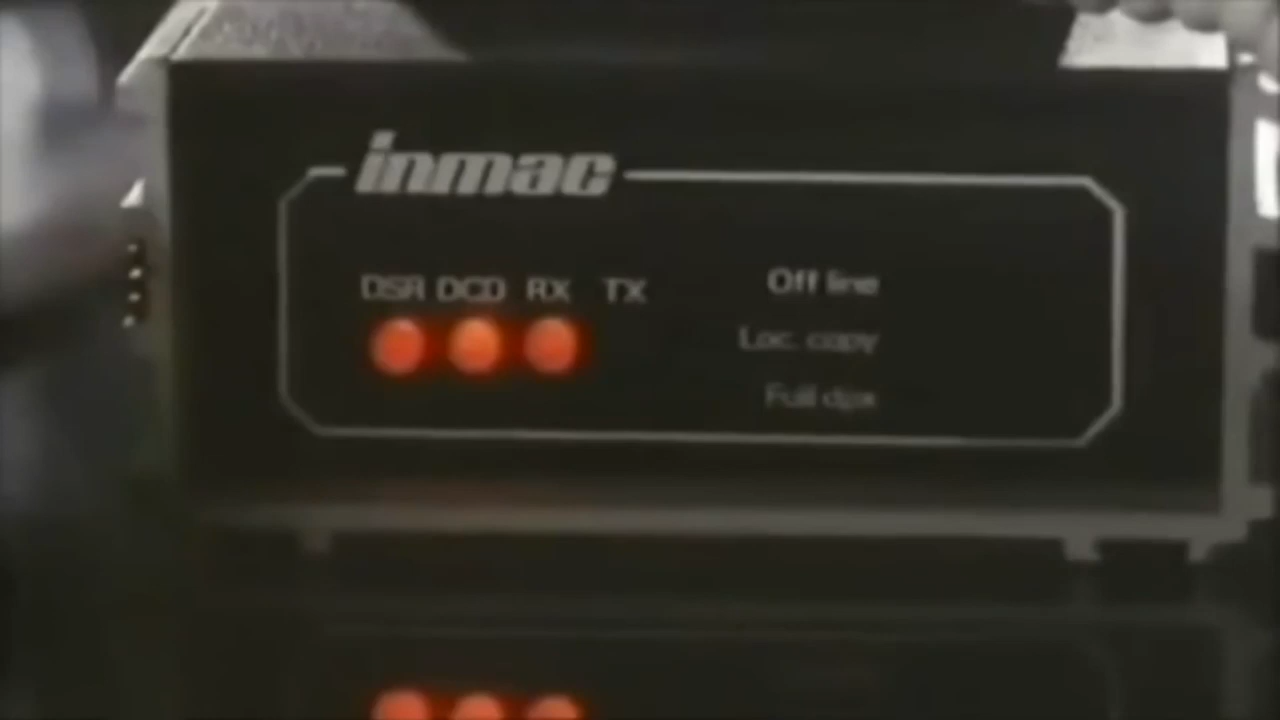 inmac
DSR DCD RX TX
Off line
Loc. copy
Full dpx